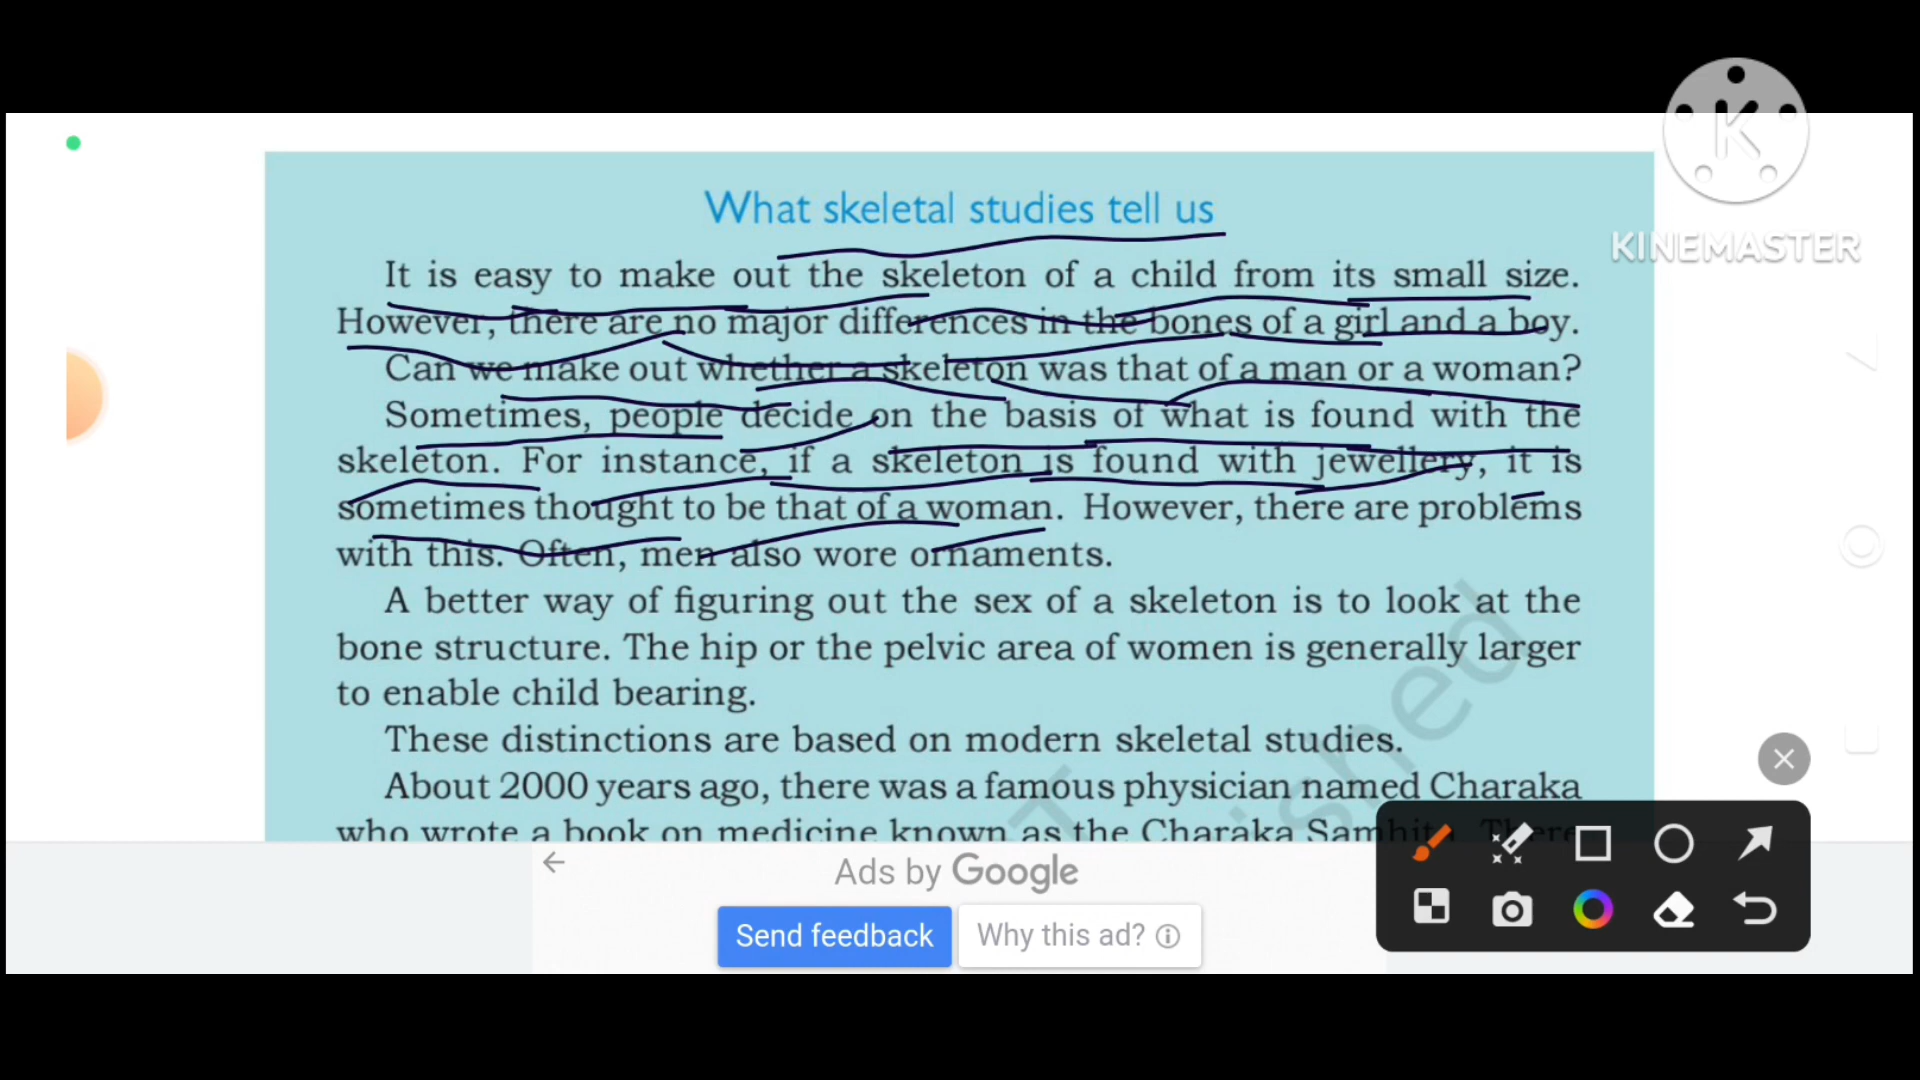 What skeletal studies tell us
It is easy to make out the skeleton of a child from its small size.
However, there are no major differences in the bones of a girl and a boy.
Can we make out whether a skeleton was that of a man or a woman?
Sometimes, people decide on the basis of what is found with the
skeleton. For instance, if a skeleton is found with jewellery, it is
sometimes thought to be that of a woman. However, there are problems
with this. Often, men also wore ornaments.
A better way of figuring out the sex of a skeleton is to look at the
bone structure. The hip or the pelvic area of women is generally larger
to enable child bearing.
These distinctions are based on modern skeletal studies.
About 2000 years ago, there was a famous physician named Charaka
who wrote a book on medicine known as the Charaka Samhita. There
K
KINEMASTER
Ads by Google
Send feedback
Why this ad?